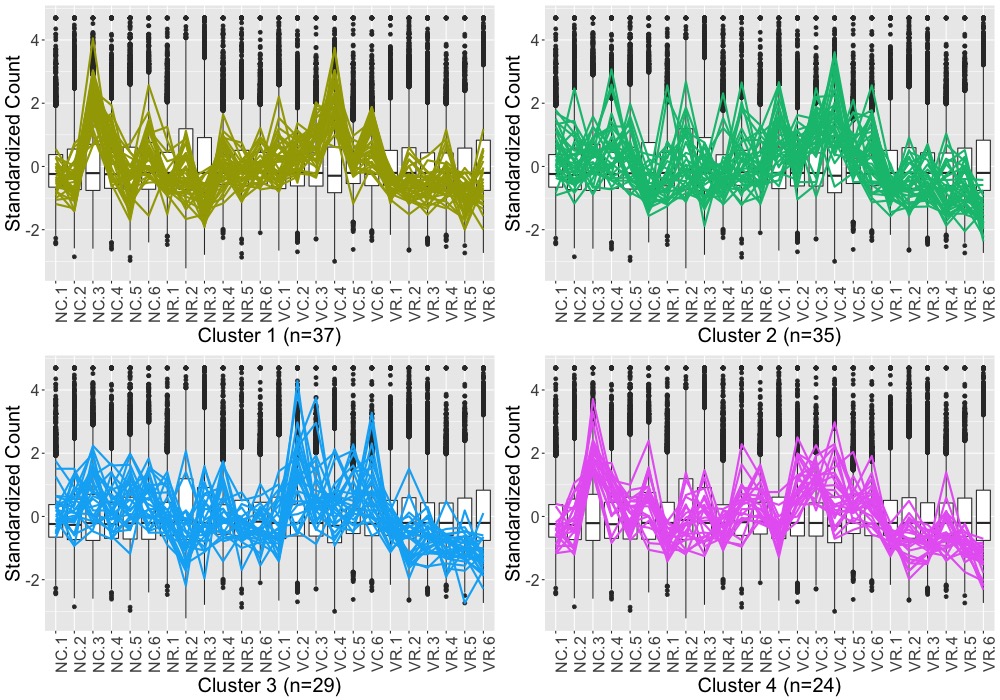 Standardized Count
4
2
0
-2
NC.1 NC.2 NC.3 NC.4 NC.5 NC.6 NR.1 NR.2 NR.3 NR.4 NR.5 NR.6 VC.1 VC.2 VC.3 VC.4 VC.5 VC.6 VR.1 VR.2 VR.3 VR.4 VR.5 VR.6
Cluster 1 (n=37)
Standardized Count
4
2
0
-2
NC.1 NC.2 NC.3 NC.4 NC.5 NC.6 NR.1 NR.2 NR.3 NR.4 NR.5 NR.6 VC.1 VC.2 VC.3 VC.4 VC.5 VC.6 VR.1 VR.2 VR.3 VR.4 VR.5 VR.6
Cluster 2 (n=35)
Standardized Count
4
2
0
-2
NC.1 NC.2 NC.3 NC.4 NC.5 NC.6 NR.1 NR.2 NR.3 NR.4 NR.5 NR.6 VC.1 VC.2 VC.3 VC.4 VC.5 VC.6 VR.1 VR.2 VR.3 VR.4 VR.5 VR.6
Cluster 3 (n=29)
Standardized Count
4
2
0
-2
NC.1 NC.2 NC.3 NC.4 NC.5 NC.6 NR.1 NR.2 NR.3 NR.4 NR.5 NR.6 VC.1 VC.2 VC.3 VC.4 VC.5 VC.6 VR.1 VR.2 VR.3 VR.4 VR.5 VR.6
Cluster 4 (n=24)